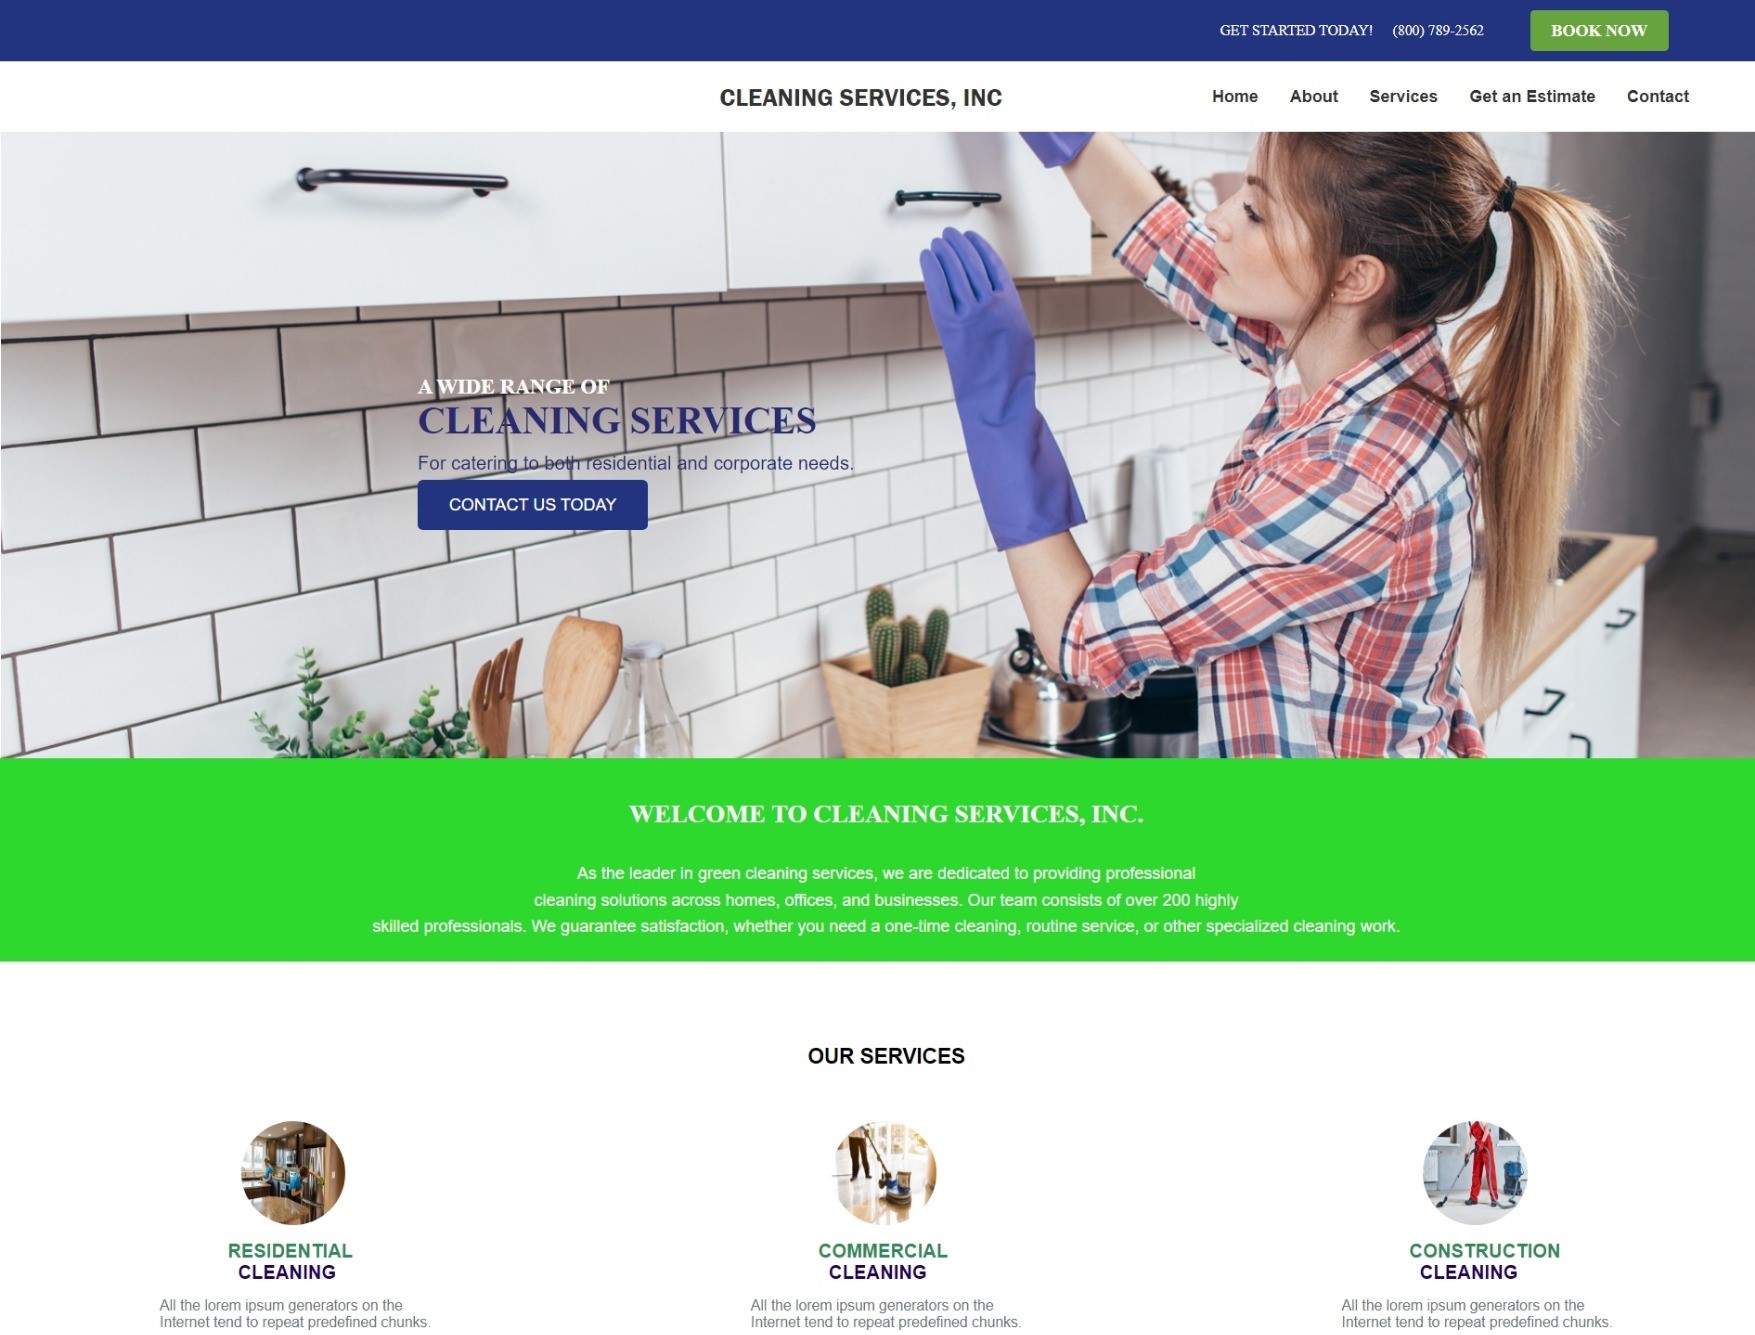 GET STARTED TODAY! (800) 789-2562 BOOK NOW
CLEANING SERVICES, INC
Home About Services Get an Estimate Contact
A WIDE RANGE OF
CLEANING SERVICES
For catering to both residential and corporate needs.
CONTACT US TODAY
WELCOME TO CLEANING SERVICES, INC.
As the leader in green cleaning services, we are dedicated to providing professional
cleaning solutions across homes, offices, and businesses. Our team consists of over 200 highly
skilled professionals. We guarantee satisfaction, whether you need a one-time cleaning, routine service, or other specialized cleaning work.
OUR SERVICES
RESIDENTIAL
CLEANING
All the lorem ipsum generators on the
Internet tend to repeat predefined chunks.
COMMERCIAL
CLEANING
All the lorem ipsum generators on the
Internet tend to repeat predefined chunks.
CONSTRUCTION
CLEANING
All the lorem ipsum generators on the
Internet tend to repeat predefined chunks.